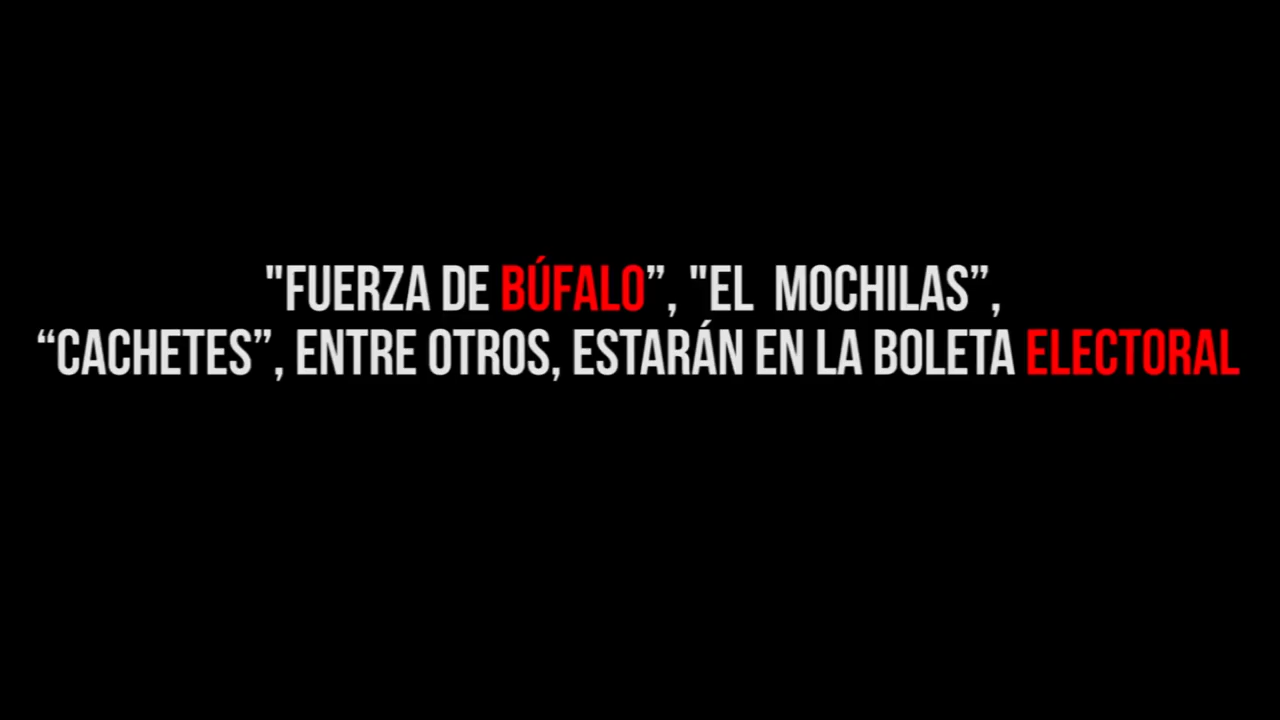 "FUERZA DE BÚFALO”, "EL  MOCHILAS”,
“CACHETES”, ENTRE OTROS, ESTARÁN EN LA BOLETA ELECTORAL